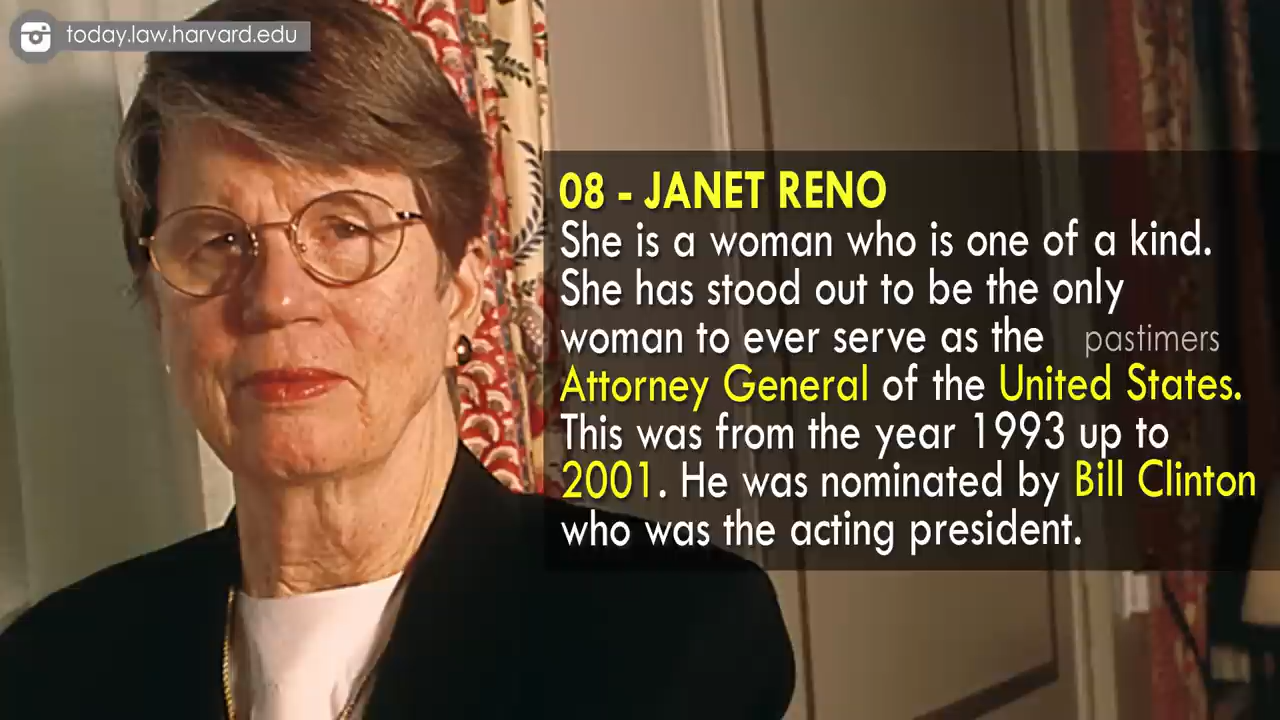 today.law.harvard.edu
08 - JANET RENO
She is a woman who is one of a kind.
She has stood out to be the only
woman to ever serve as the
pastimers
Attorney General of the United States.
This was from the year 1993 up to
2001. He was nominated by Bill Clinton
who was the acting president.